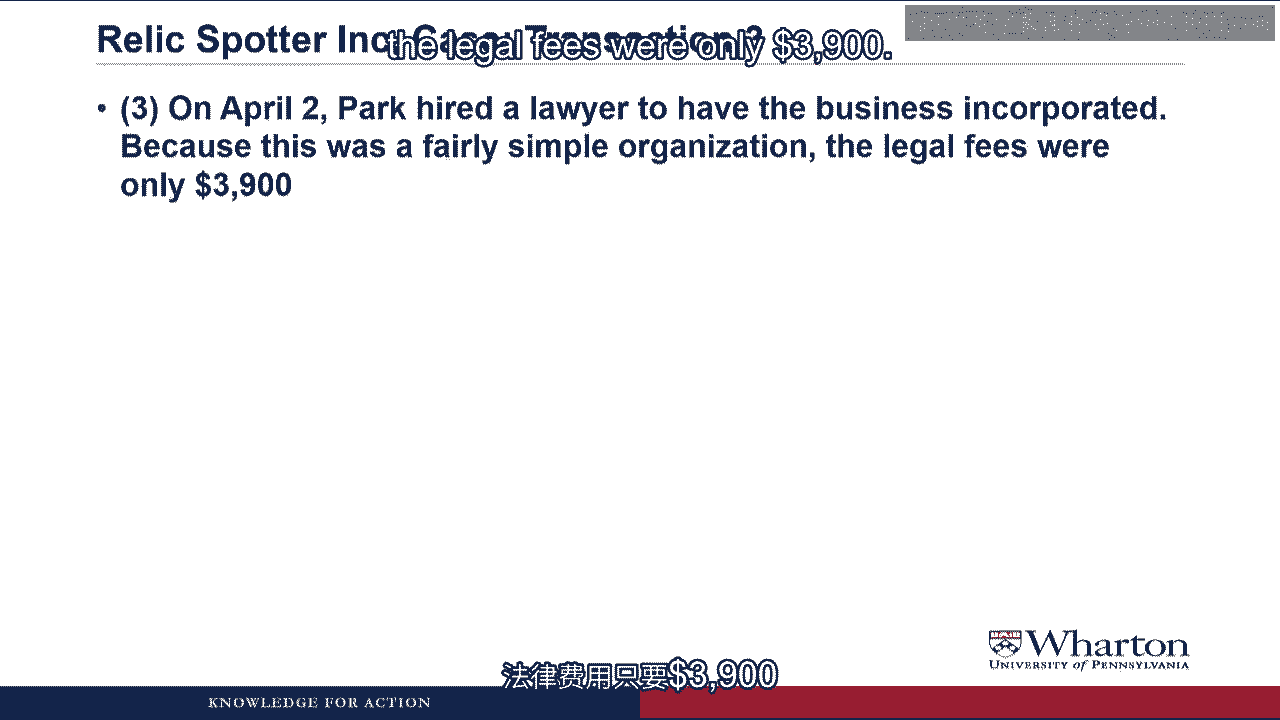 Relic Spotter Inc.
the legal fees were only $3,900.
• (3) On April 2, Park hired a lawyer to have the business incorporated.
Because this was a fairly simple organization, the legal fees were
only $3,900
Wharton
UNIVERSITY of PENNSYLVANIA
法律费用只要$3,900
KNOWLEDGE FOR ACTION